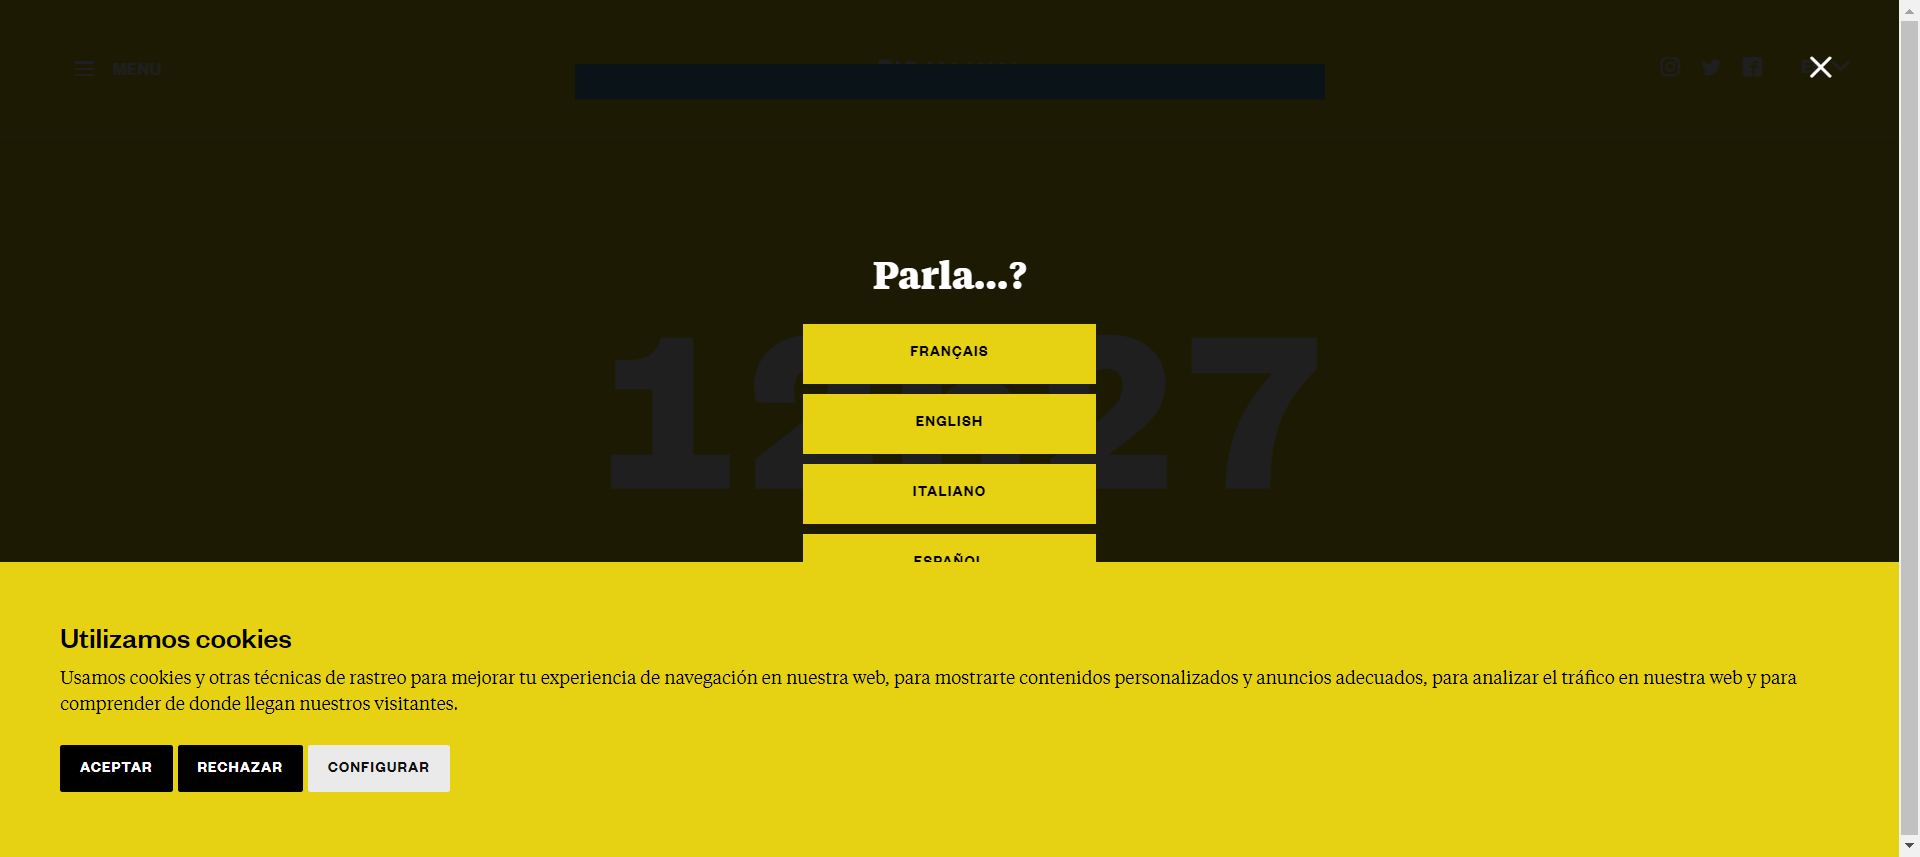 MENU
Parla...?
FRANÇAIS
ENGLISH
ITALIANO
ESPAÑOL
Utilizamos cookies
Usamos cookies y otras técnicas de rastreo para mejorar tu experiencia de navegación en nuestra web, para mostrarte contenidos personalizados y anuncios adecuados, para analizar el tráfico en nuestra web y para
comprender de donde llegan nuestros visitantes.
ACEPTAR
RECHAZAR
CONFIGURAR